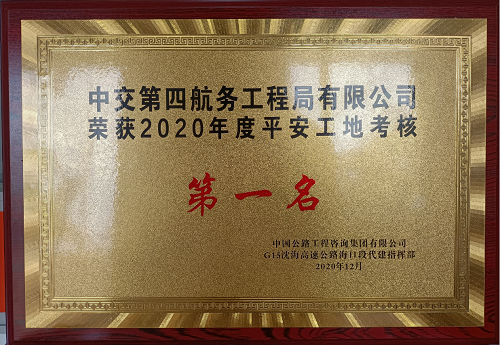 中交第四航务工程局有限公司
荣获2020年度平安工地考核
第一名
中国公路工程咨询集团有限公司
G15沈海高速公路海口段代建指挥部
2020年12月